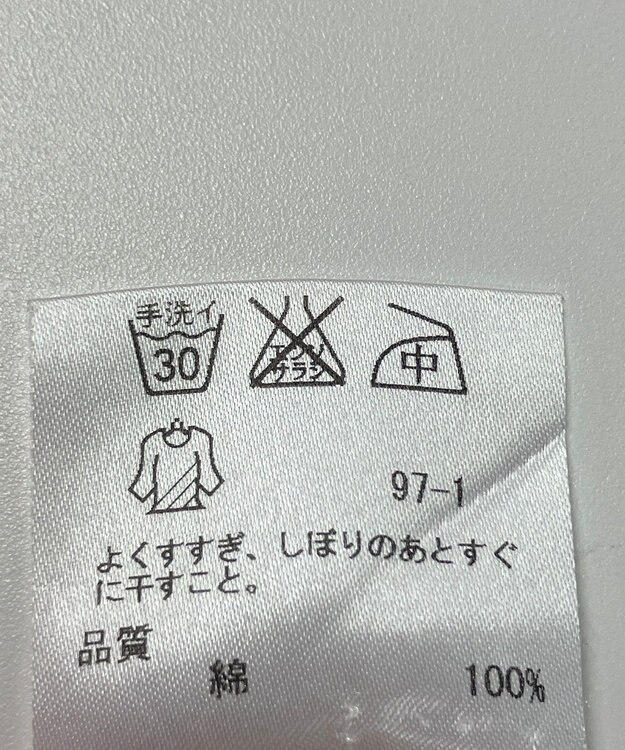 手洗イ
30
エンソ
サラシ
中
97-1
よくすすぎ、しぼりのあとすぐ
に干すこと。
品質
綿 100%